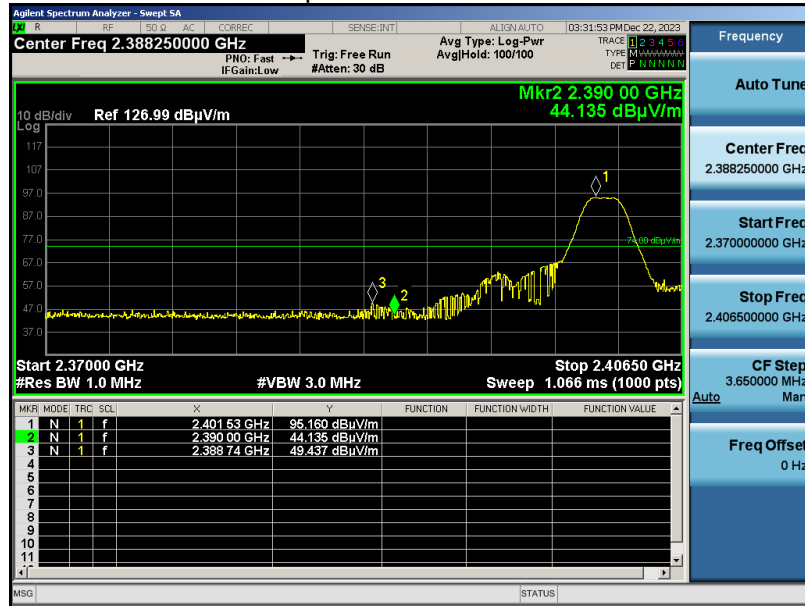 Agilent Spectrum Analyzer - Swept SA
LXI R RF 50 Ω AC CORREC SENSE:INT ALIGN AUTO 03:31:53 PM Dec 22, 2023
Center Freq 2.388250000 GHz
PNO: Fast
IFGain:Low
Trig: Free Run
#Atten: 30 dB
Avg Type: Log-Pwr
Avg|Hold: 100/100
TRACE 1 2 3 4 5 6
TYPE M
DET P N N N N N
Mkr2 2.390 00 GHz
44.135 dBμV/m
10 dB/div Ref 126.99 dBμV/m
Log
117
107
97.0
87.0
77.0
67.0
57.0
47.0
37.0
1
74.00 dBμV/m
3
2
Start 2.37000 GHz Stop 2.40650 GHz
#Res BW 1.0 MHz #VBW 3.0 MHz Sweep 1.066 ms (1000 pts)
MKR MODE TRC SCL X Y FUNCTION FUNCTION WIDTH FUNCTION VALUE
1 N 1 f 2.401 53 GHz 95.160 dBμV/m
2 N 1 f 2.390 00 GHz 44.135 dBμV/m
3 N 1 f 2.388 74 GHz 49.437 dBμV/m
4
5
6
7
8
9
10
11
MSG STATUS
Frequency
Auto Tune
Center Freq
2.388250000 GHz
Start Freq
2.370000000 GHz
Stop Freq
2.406500000 GHz
CF Step
3.650000 MHz
Auto Man
Freq Offset
0 Hz